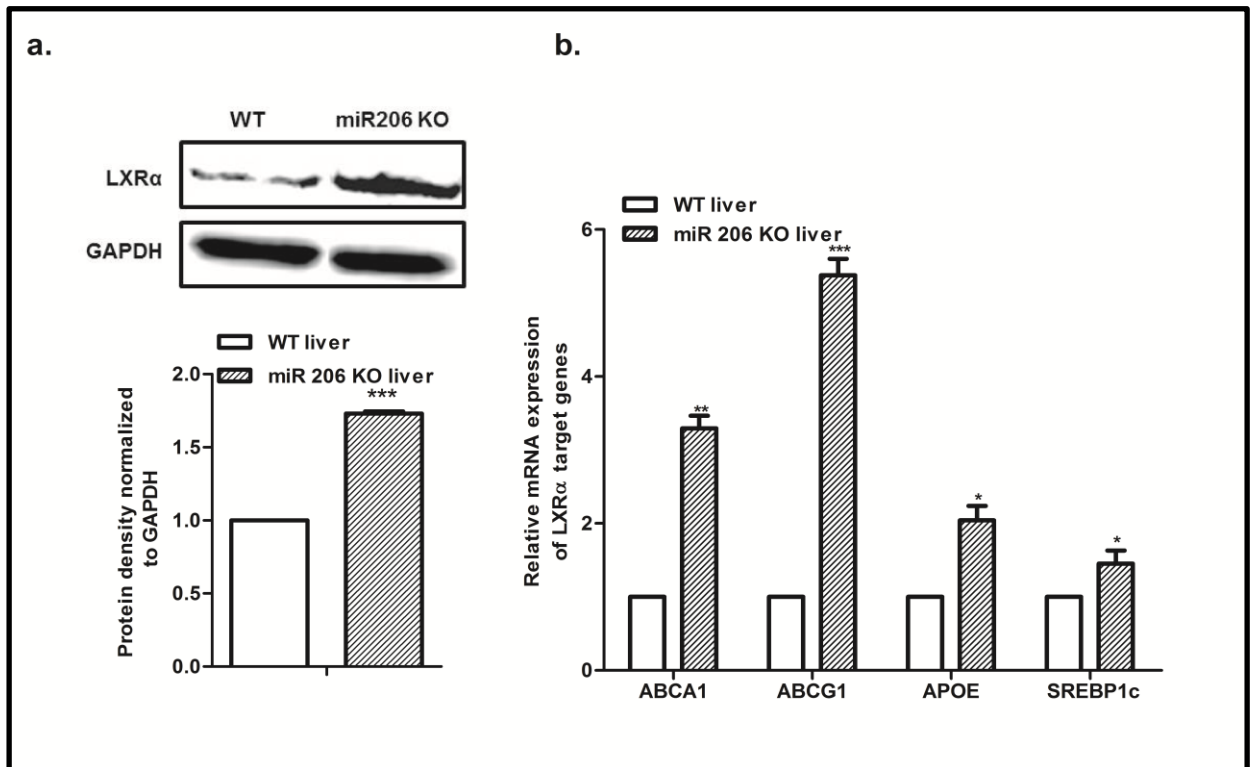 a.
WT miR206 KO
LXRα
GAPDH
WT liver
miR 206 KO liver
***
Protein density normalized
to GAPDH
2.0
1.5
1.0
0.5
0.0
b.
WT liver
miR 206 KO liver
Relative mRNA expression
of LXRα target genes
6
4
2
0
**
***
*
*
ABCA1 ABCG1 APOE SREBP1c